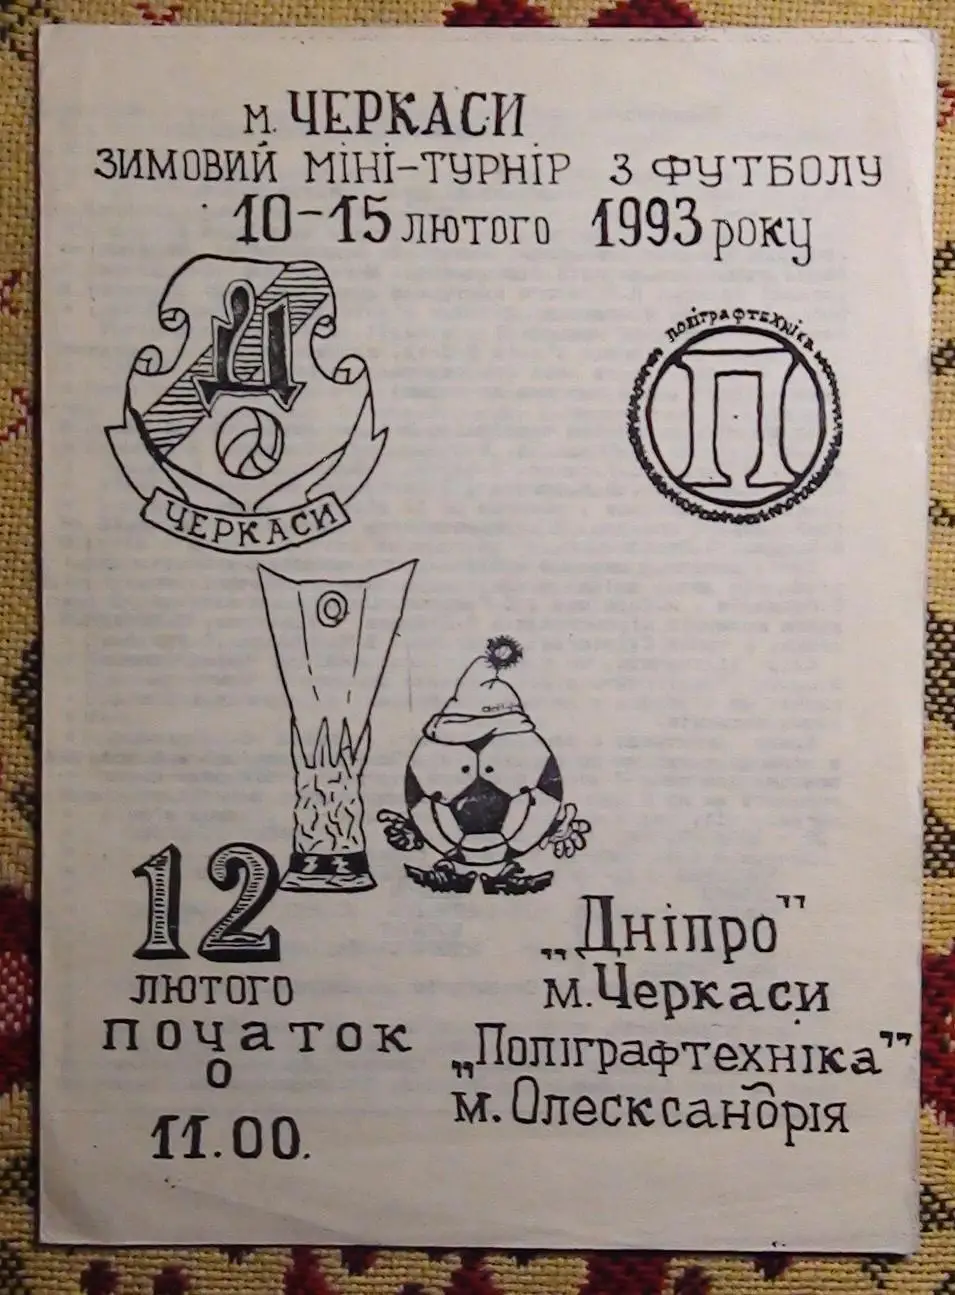 м. ЧЕРКАСИ
ЗИМОВИЙ МІНІ-ТУРНІР З ФУТБОЛУ
10-15 ЛЮТОГО 1993 року
Д
ЧЕРКАСИ
ПОЛІГРАФТЕХНІКА
П
12
ЛЮТОГО
ПОЧАТОК
О
11.00.
„Дніпро"
м. Черкаси
„Поліграфтехніка"
м. Олесксандрія